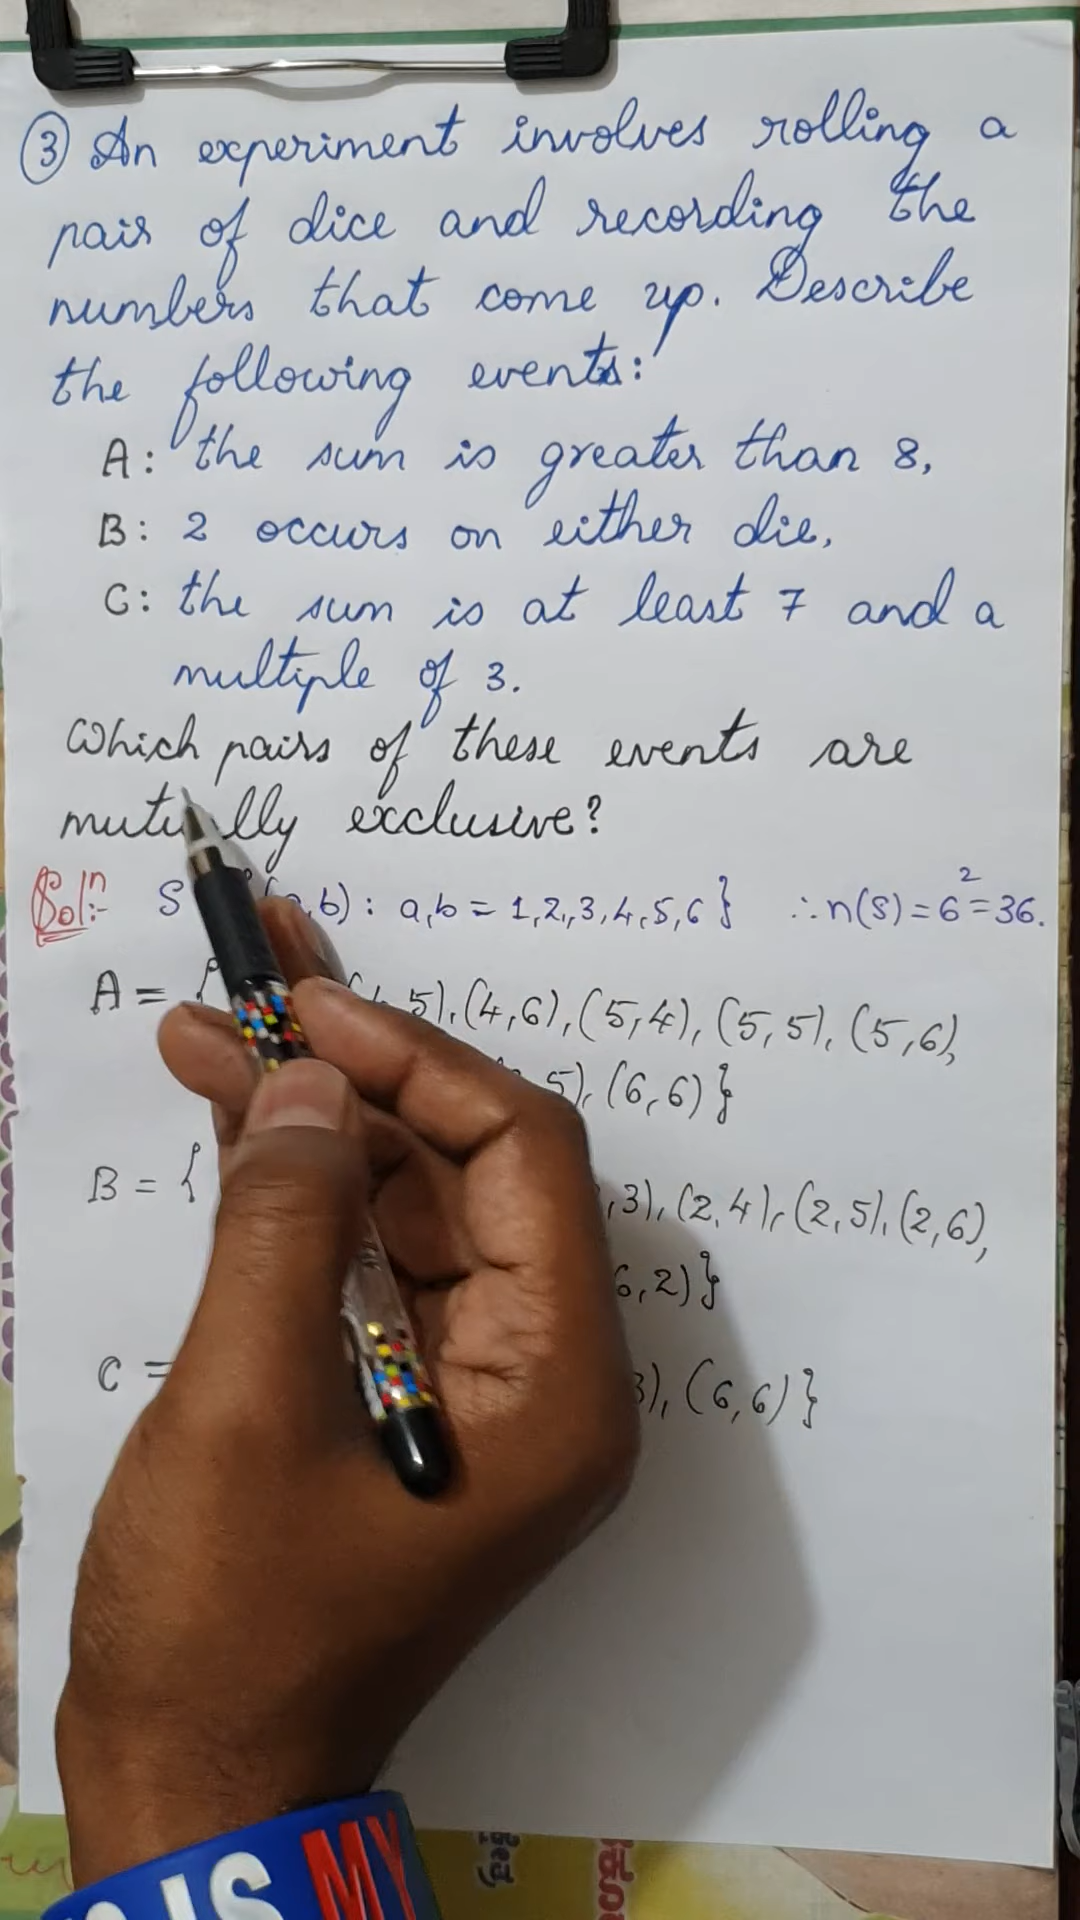 ③ An experiment involves rolling a
pair of dice and recording the
numbers that come up. Describe
the following events:
A: the sum is greater than 8,
B: 2 occurs on either die,
C: the sum is at least 7 and a
multiple of 3.
Which pairs of these events are
mutually exclusive?
Solⁿ:- S ,b): a,b = 1,2,3,4,5,6} ∴n(S)=6²=36.
A = { 5),(4,6),(5,4),(5,5),(5,6),
5),(6,6)}
B = { ,3),(2,4),(2,5),(2,6),
6,2)}
C = 3),(6,6)}
IS MY